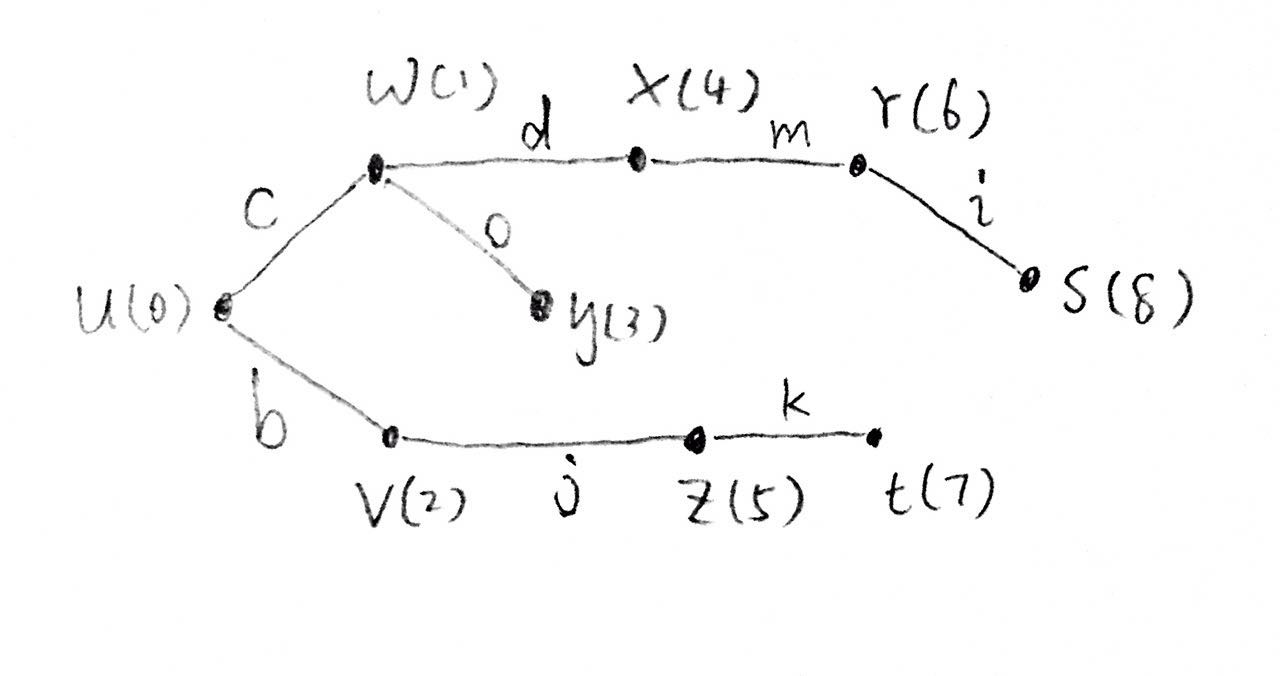 W(1)
d
X(4)
m
r(6)
c
o
i
u(0)
y(3)
S(8)
b
k
V(2)
j
Z(5)
t(7)